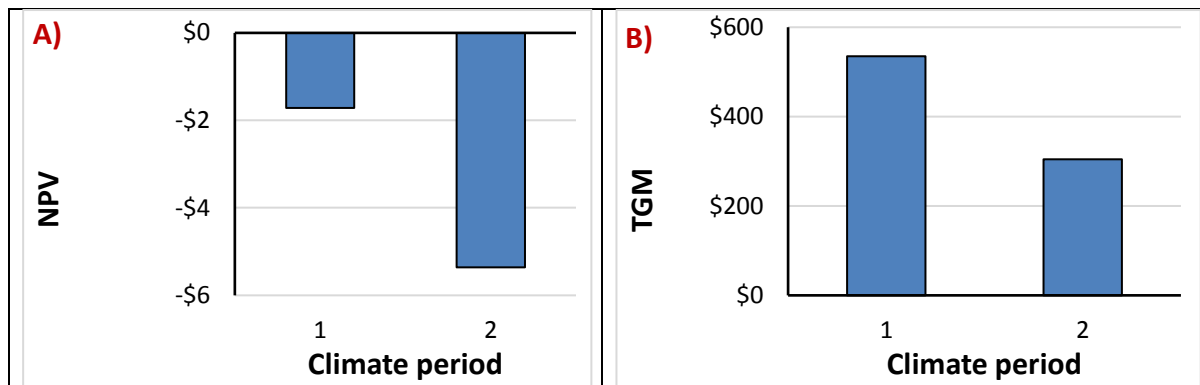 A)
$0
-$2
-$4
-$6
NPV
1 2
Climate period
B)
$600
$400
$200
$0
TGM
1 2
Climate period